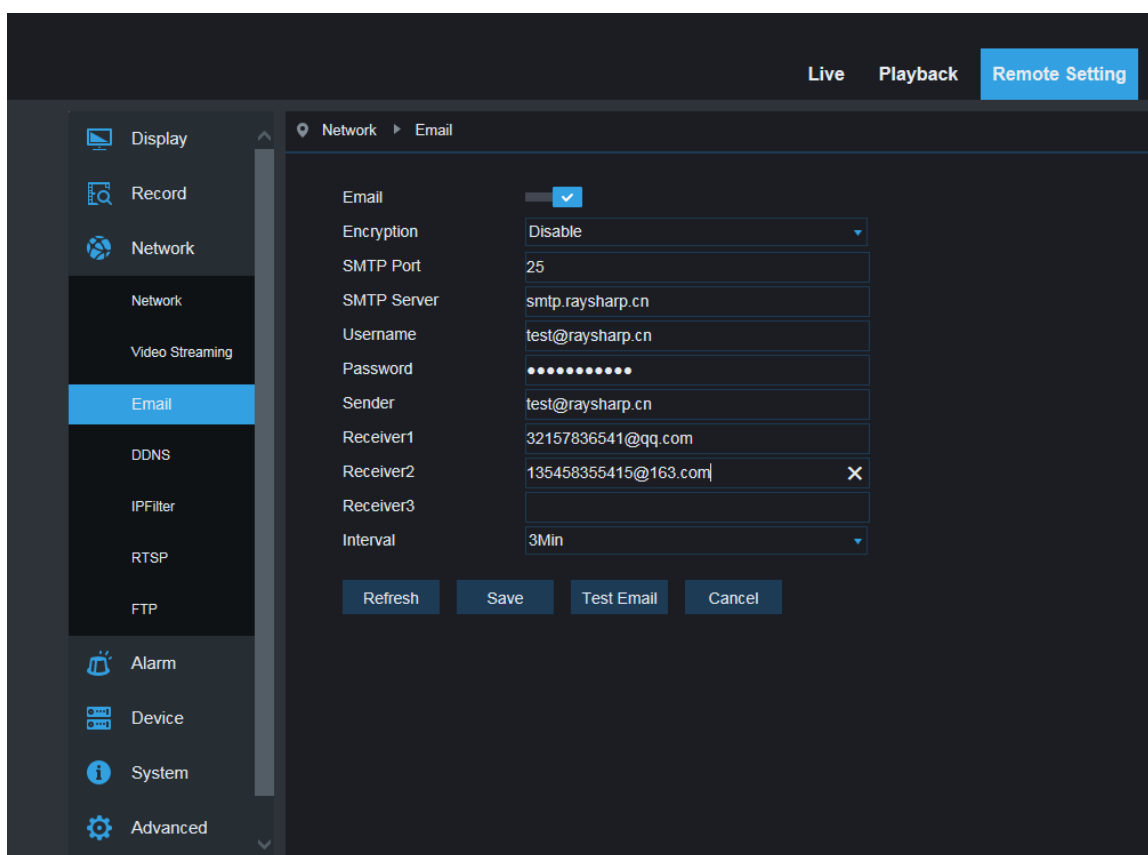 Live Playback Remote Setting
Display
Record
Network
Network
Video Streaming
Email
DDNS
IPFilter
RTSP
FTP
Alarm
Device
System
Advanced
Network Email
Email
Encryption Disable
SMTP Port 25
SMTP Server smtp.raysharp.cn
Username test@raysharp.cn
Password ●●●●●●●●●●●
Sender test@raysharp.cn
Receiver1 32157836541@qq.com
Receiver2 135458355415@163.com
Receiver3
Interval 3Min
Refresh Save Test Email Cancel